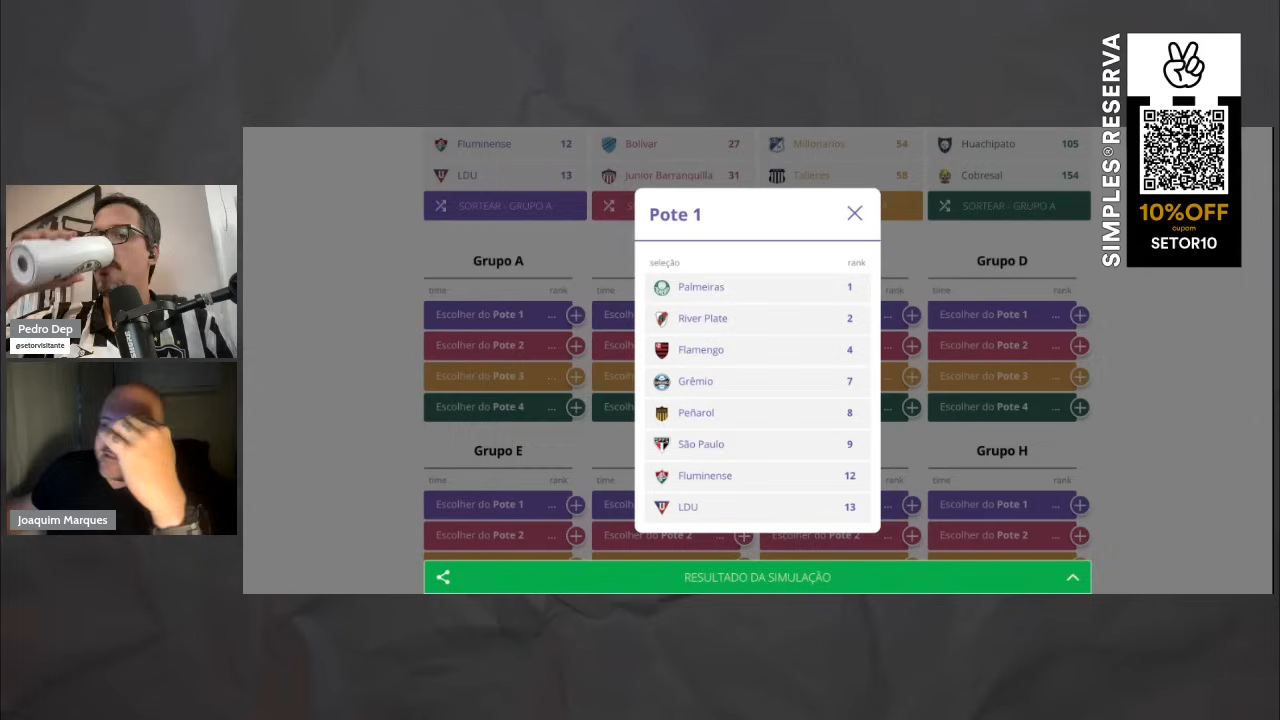 SIMPLES®RESERVA
10%OFF
cupom
SETOR10
Fluminense 12
LDU 13
SORTEAR - GRUPO A
Bolívar 27
Junior Barranquilla 31
Millonarios 54
Talleres 58
Huachipato 105
Cobresal 154
SORTEAR - GRUPO A
Pote 1
seleção rank
Palmeiras 1
River Plate 2
Flamengo 4
Grêmio 7
Peñarol 8
São Paulo 9
Fluminense 12
LDU 13
Grupo A
time rank
Escolher do Pote 1 ...
Escolher do Pote 2 ...
Escolher do Pote 3 ...
Escolher do Pote 4 ...
Grupo D
time rank
Escolher do Pote 1 ...
Escolher do Pote 2 ...
Escolher do Pote 3 ...
Escolher do Pote 4 ...
Grupo E
time rank
Escolher do Pote 1 ...
Escolher do Pote 2 ...
Grupo H
time rank
Escolher do Pote 1 ...
Escolher do Pote 2 ...
RESULTADO DA SIMULAÇÃO
Pedro Dep
@setorvisitante
Joaquim Marques